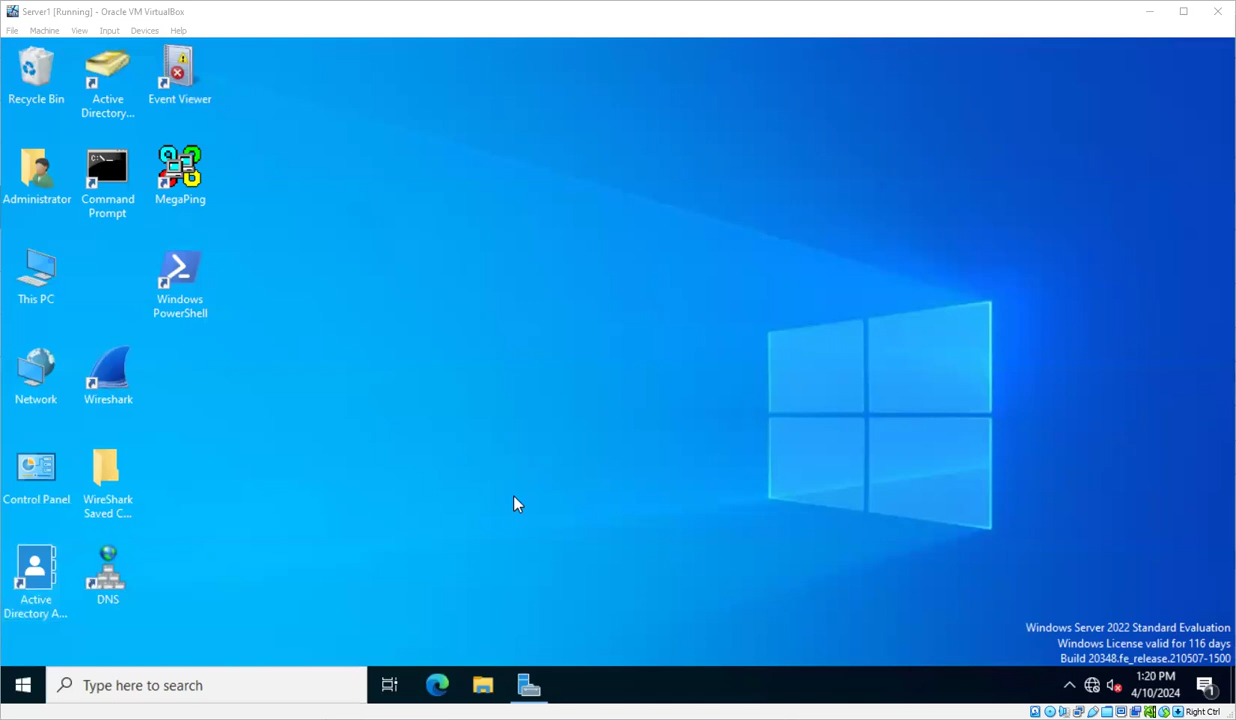 Server1 [Running] - Oracle VM VirtualBox
File Machine View Input Devices Help
Recycle Bin
Active
Directory...
Event Viewer
Administrator
Command
Prompt
C:\...
MegaPing
This PC
Windows
PowerShell
Network
Wireshark
Control Panel
WireShark
Saved C...
Active
Directory A...
DNS
Windows Server 2022 Standard Evaluation
Windows License valid for 116 days
Build 20348.fe_release.210507-1500
Type here to search
1:20 PM
4/10/2024
1
Right Ctrl